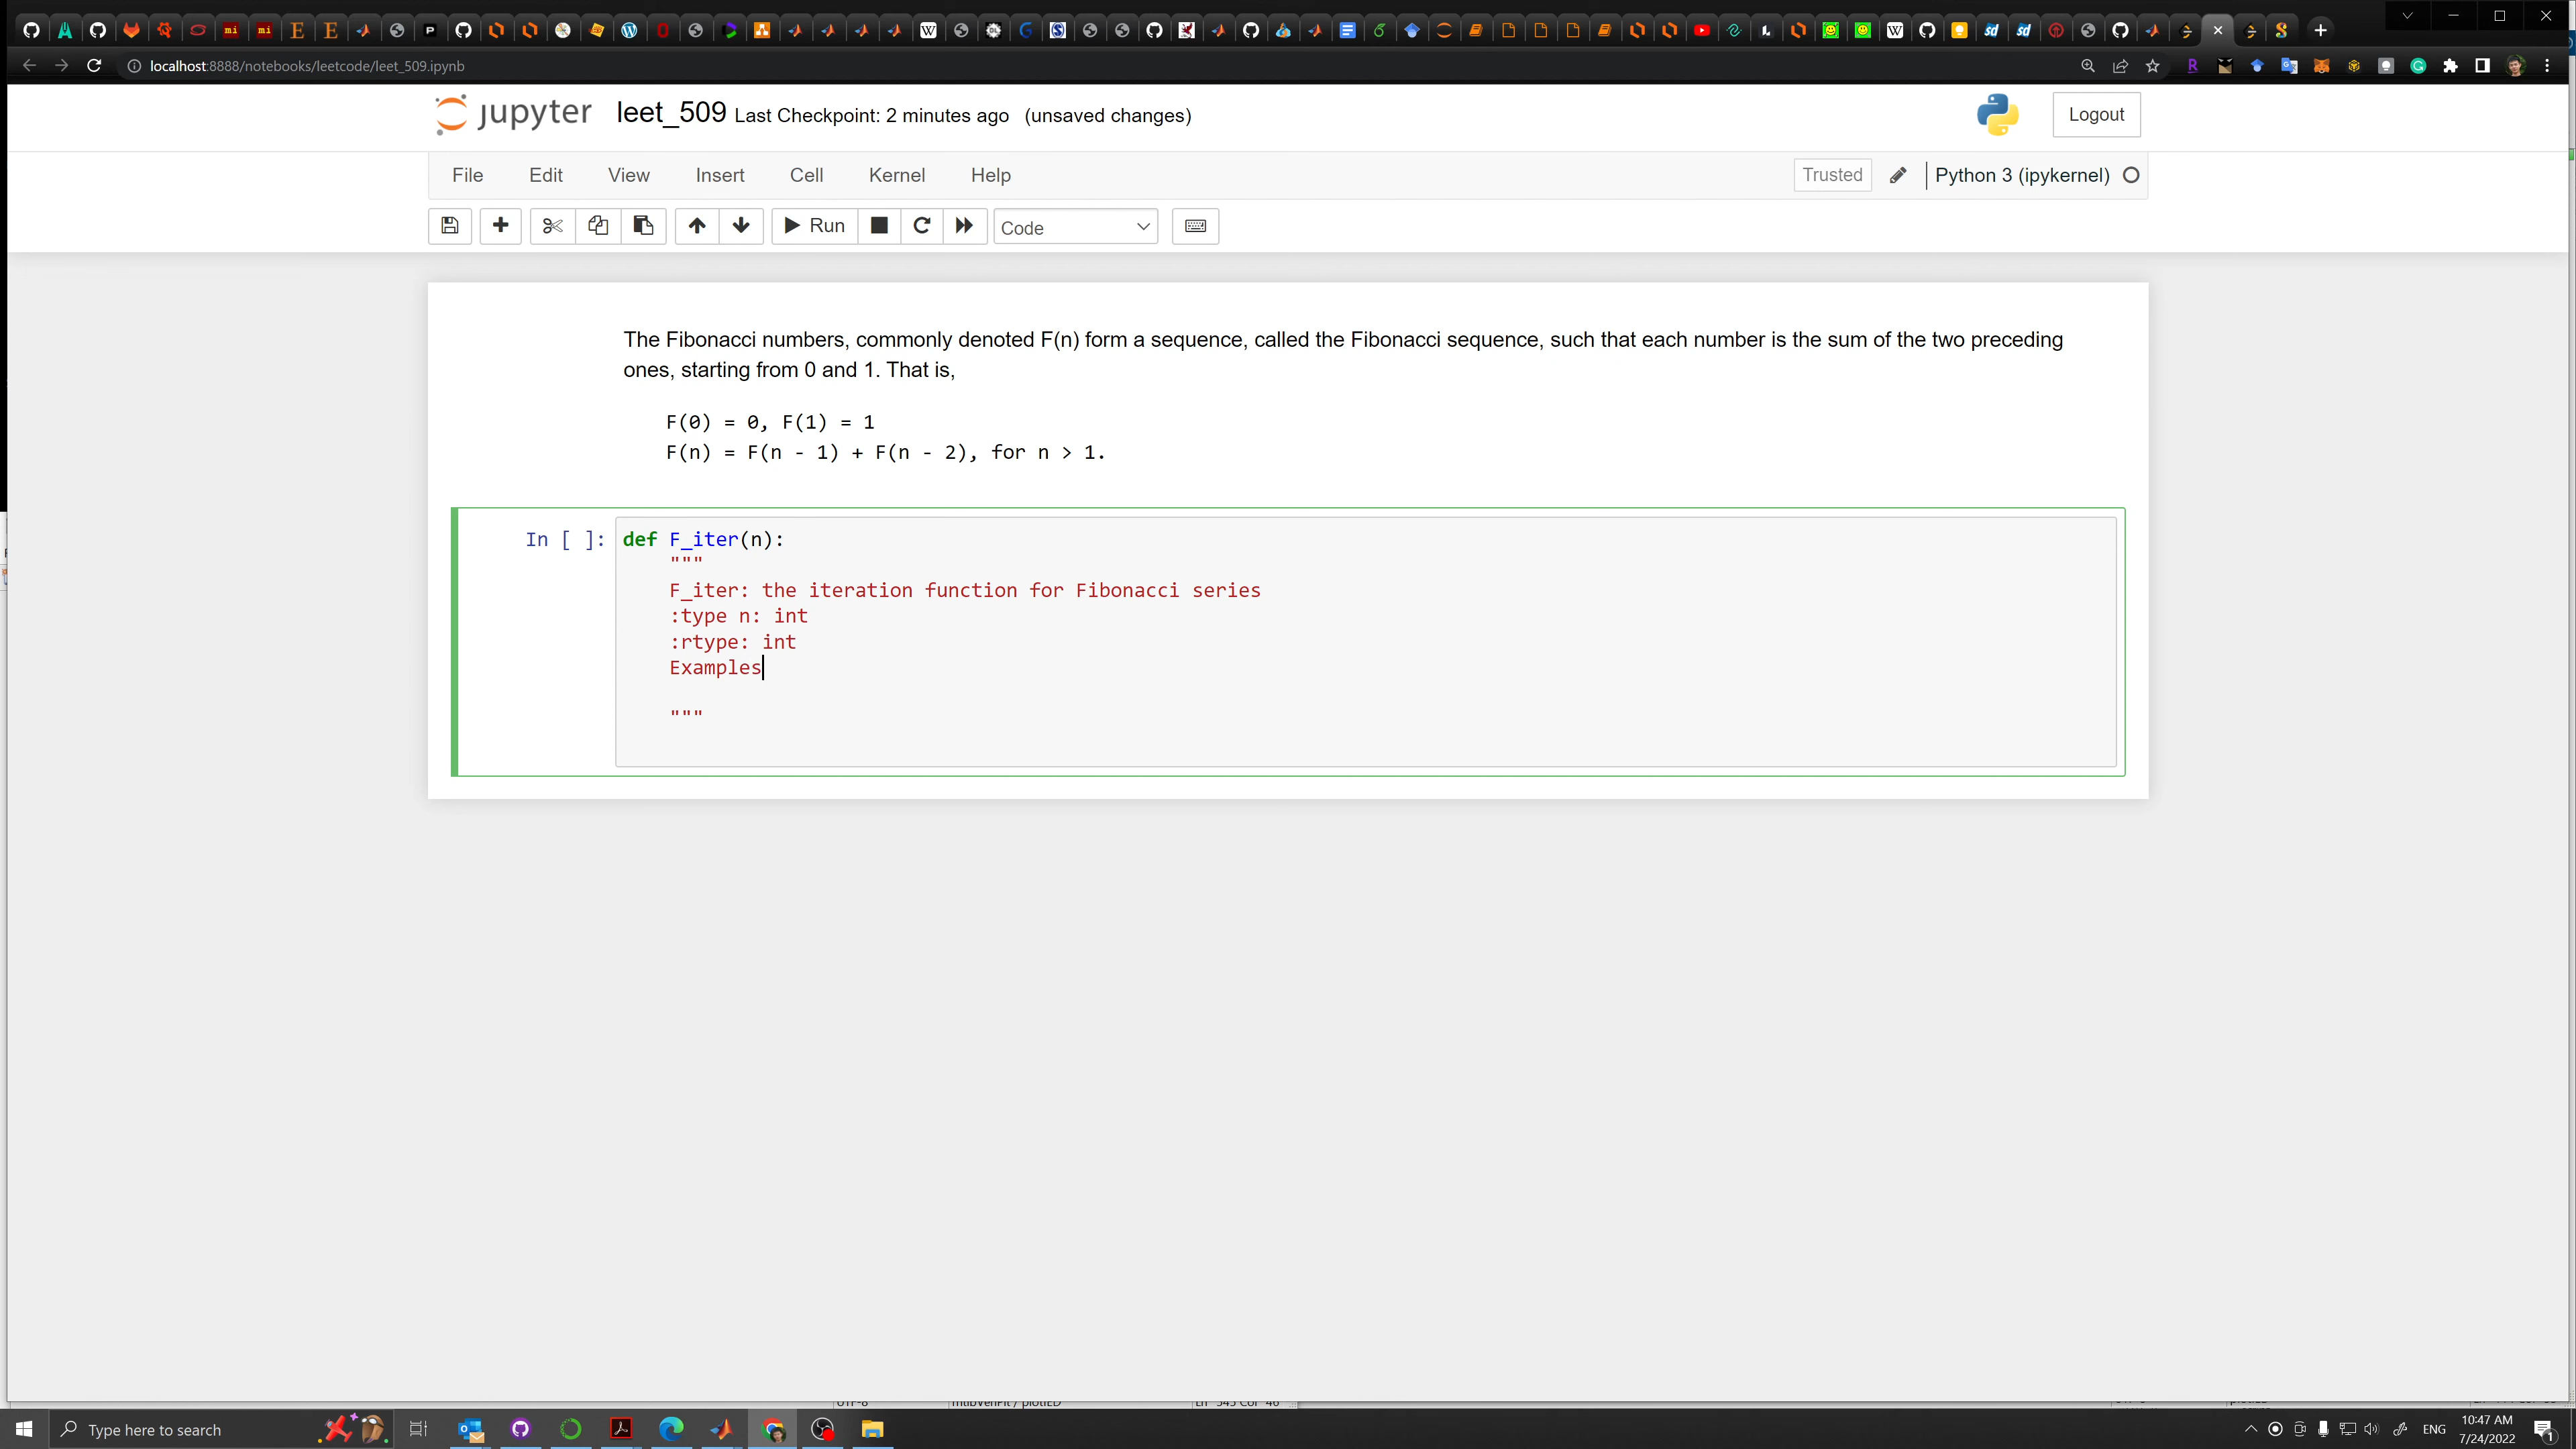 localhost:8888/notebooks/leetcode/leet_509.ipynb
jupyter leet_509 Last Checkpoint: 2 minutes ago (unsaved changes)
Logout
File Edit View Insert Cell Kernel Help
Trusted Python 3 (ipykernel)
Run Code
The Fibonacci numbers, commonly denoted F(n) form a sequence, called the Fibonacci sequence, such that each number is the sum of the two preceding
ones, starting from 0 and 1. That is,
F(0) = 0, F(1) = 1
F(n) = F(n - 1) + F(n - 2), for n > 1.
In [ ]: def F_iter(n):
"""
F_iter: the iteration function for Fibonacci series
:type n: int
:rtype: int
Examples
"""
Type here to search
ENG
10:47 AM
7/24/2022